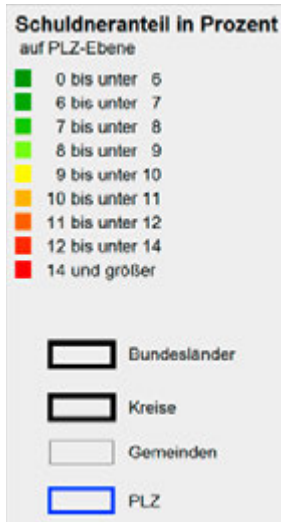 Schuldneranteil in Prozent
auf PLZ-Ebene
0 bis unter 6
6 bis unter 7
7 bis unter 8
8 bis unter 9
9 bis unter 10
10 bis unter 11
11 bis unter 12
12 bis unter 14
14 und größer
Bundesländer
Kreise
Gemeinden
PLZ